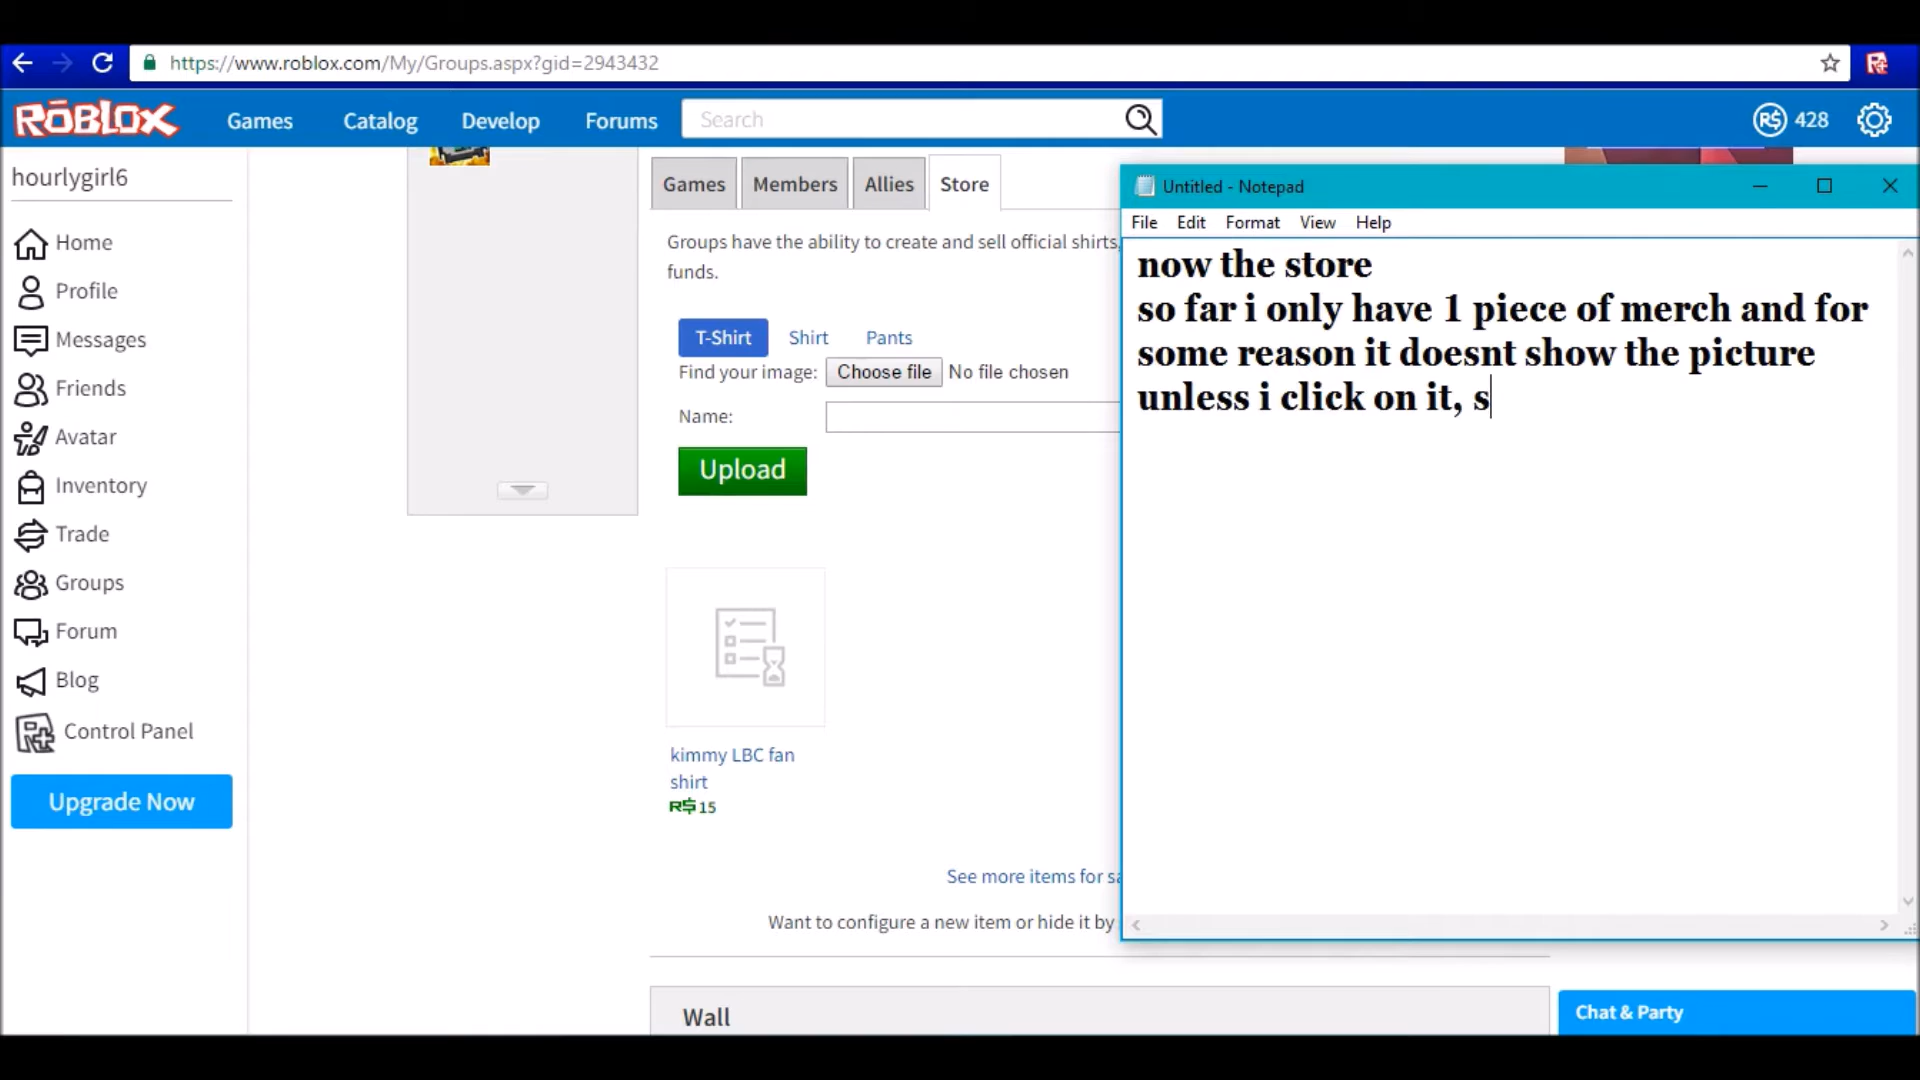 https://www.roblox.com/My/Groups.aspx?gid=2943432
ROBLOX
Games
Catalog
Develop
Forums
Search
R$ 428
hourlygirl6
Home
Profile
Messages
Friends
Avatar
Inventory
Trade
Groups
Forum
Blog
Control Panel
Upgrade Now
Games
Members
Allies
Store
Groups have the ability to create and sell official shirts,
funds.
T-Shirt
Shirt
Pants
Find your image: Choose file No file chosen
Name:
Upload
kimmy LBC fan
shirt
R$ 15
See more items for
Want to configure a new item or hide it by
Wall
Untitled - Notepad
File Edit Format View Help
now the store
so far i only have 1 piece of merch and for
some reason it doesnt show the picture
unless i click on it, s
Chat & Party